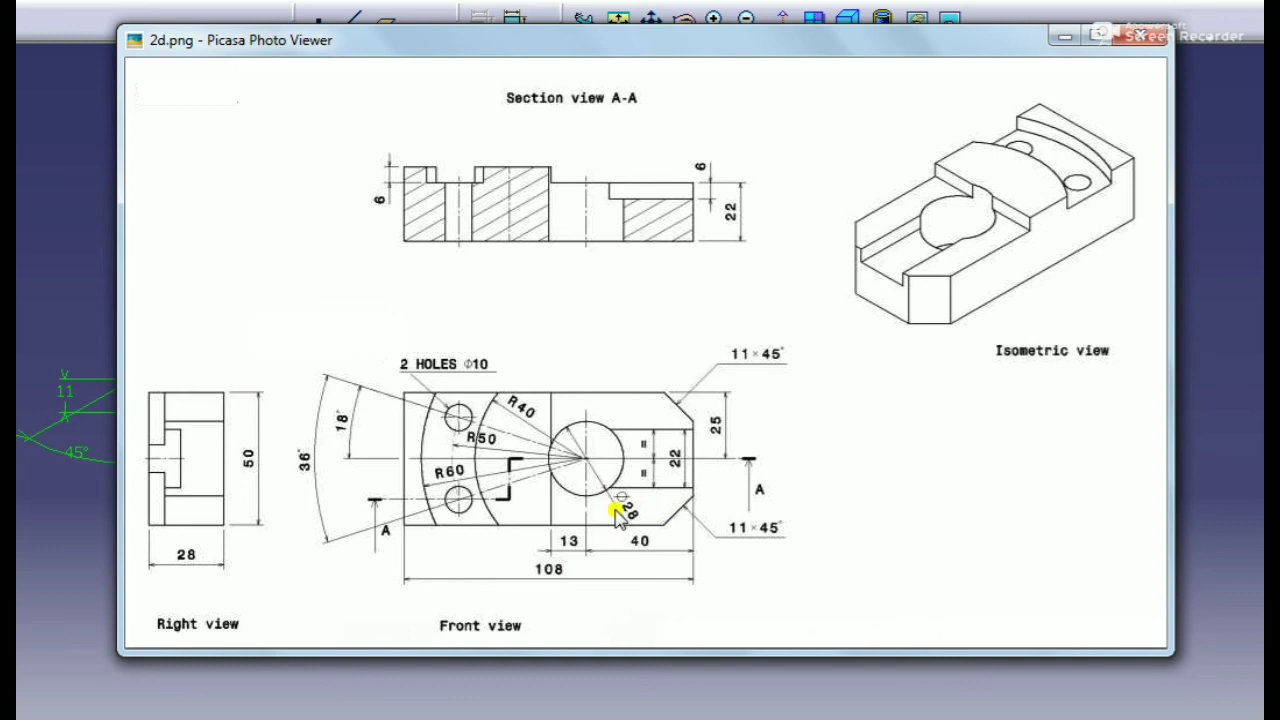 Apowersoft
Screen Recorder
2d.png - Picasa Photo Viewer
Section view A-A
6
6
22
Isometric view
2 HOLES Φ10
11×45°
18°
36°
R40
R50
R60
25
=
=
22
A
A
Φ28
50
V
11
45°
11×45°
13
40
28
108
Right view
Front view